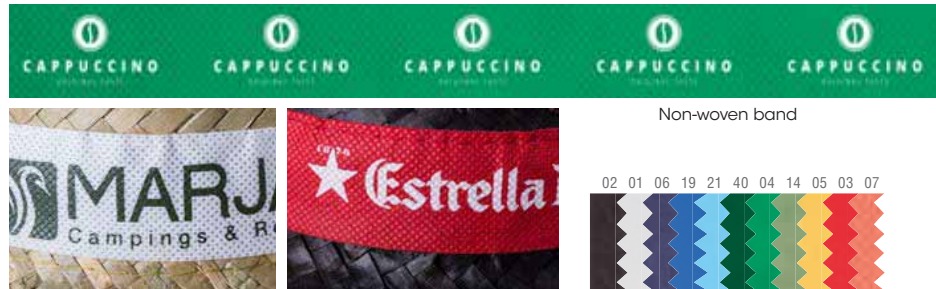 CAPPUCCINO CAPPUCCINO CAPPUCCINO CAPPUCCINO CAPPUCCINO
MARJA
Campings & R
Estrella
Non-woven band
02 01 06 19 21 40 04 14 05 03 07